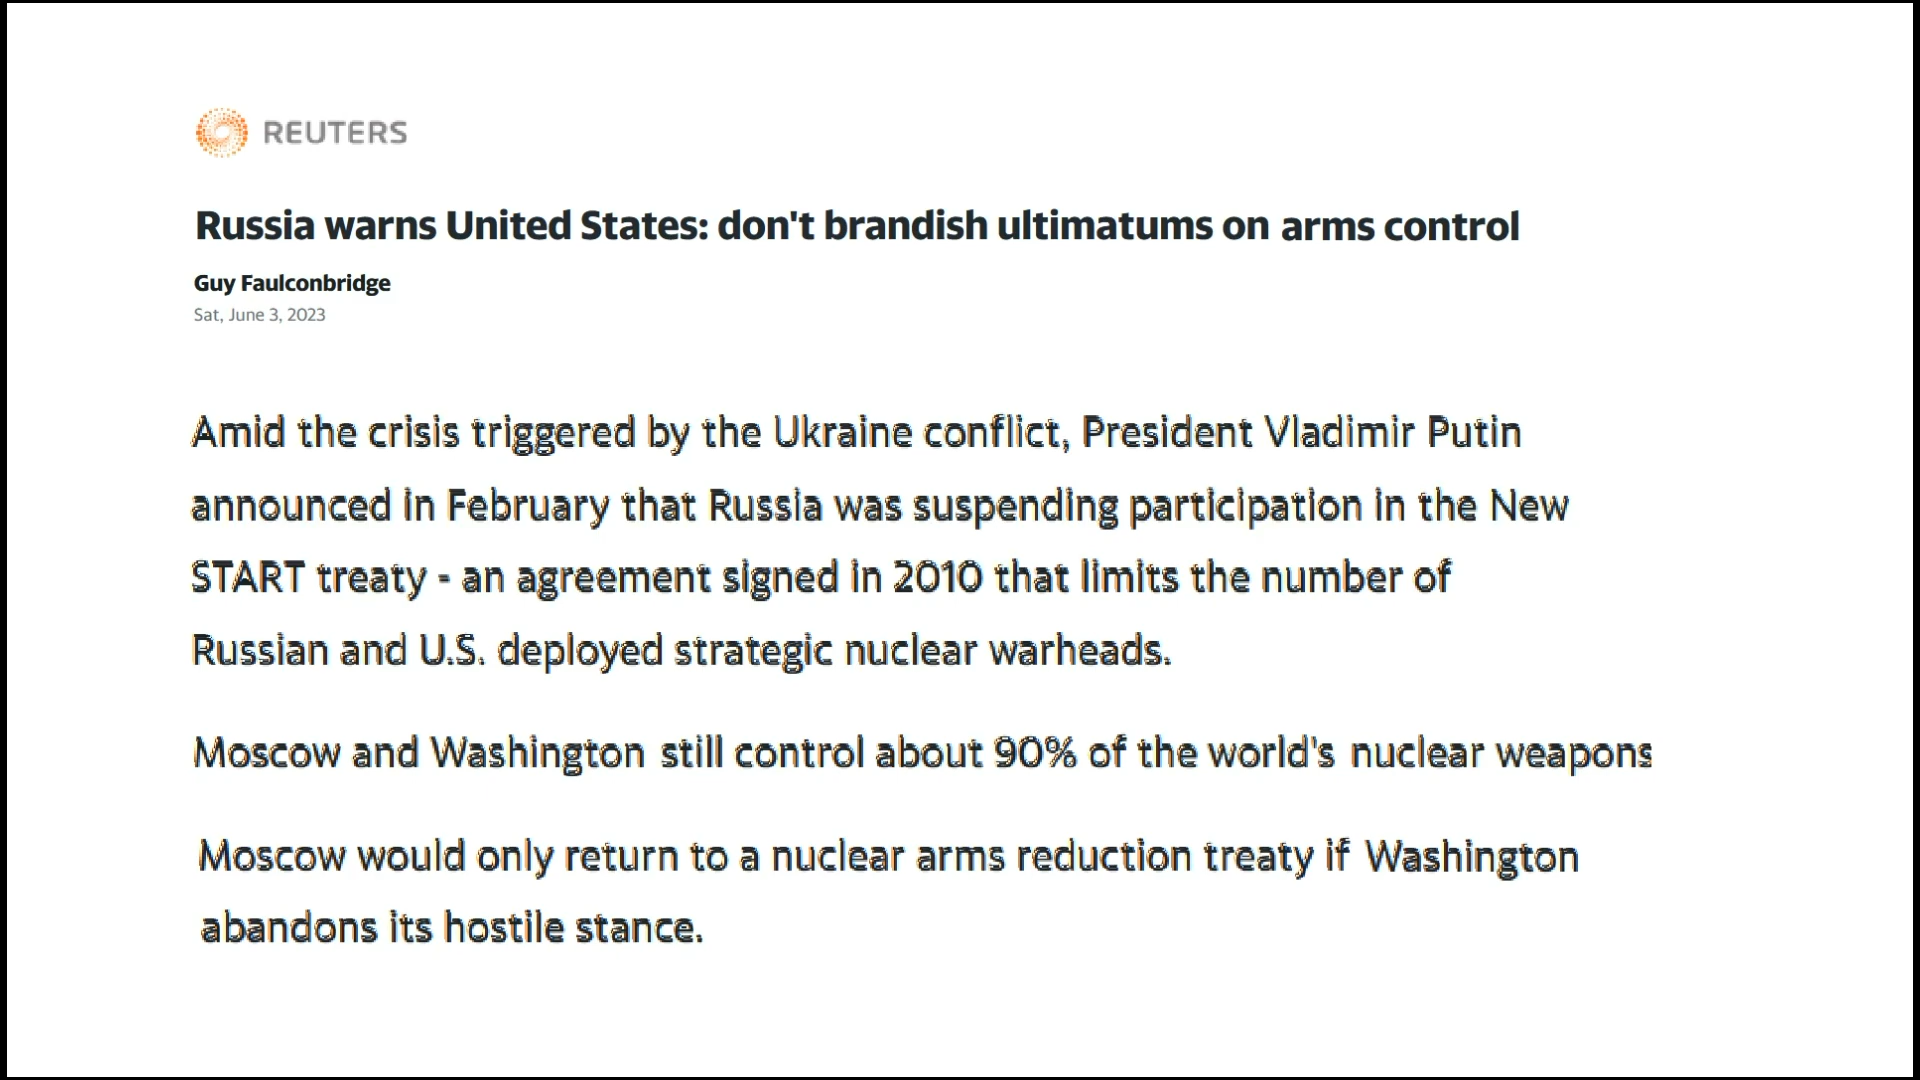 REUTERS
Russia warns United States: don't brandish ultimatums on arms control
Guy Faulconbridge
Sat, June 3, 2023
Amid the crisis triggered by the Ukraine conflict, President Vladimir Putin
announced in February that Russia was suspending participation in the New
START treaty - an agreement signed in 2010 that limits the number of
Russian and U.S. deployed strategic nuclear warheads.
Moscow and Washington still control about 90% of the world's nuclear weapons
Moscow would only return to a nuclear arms reduction treaty if Washington
abandons its hostile stance.